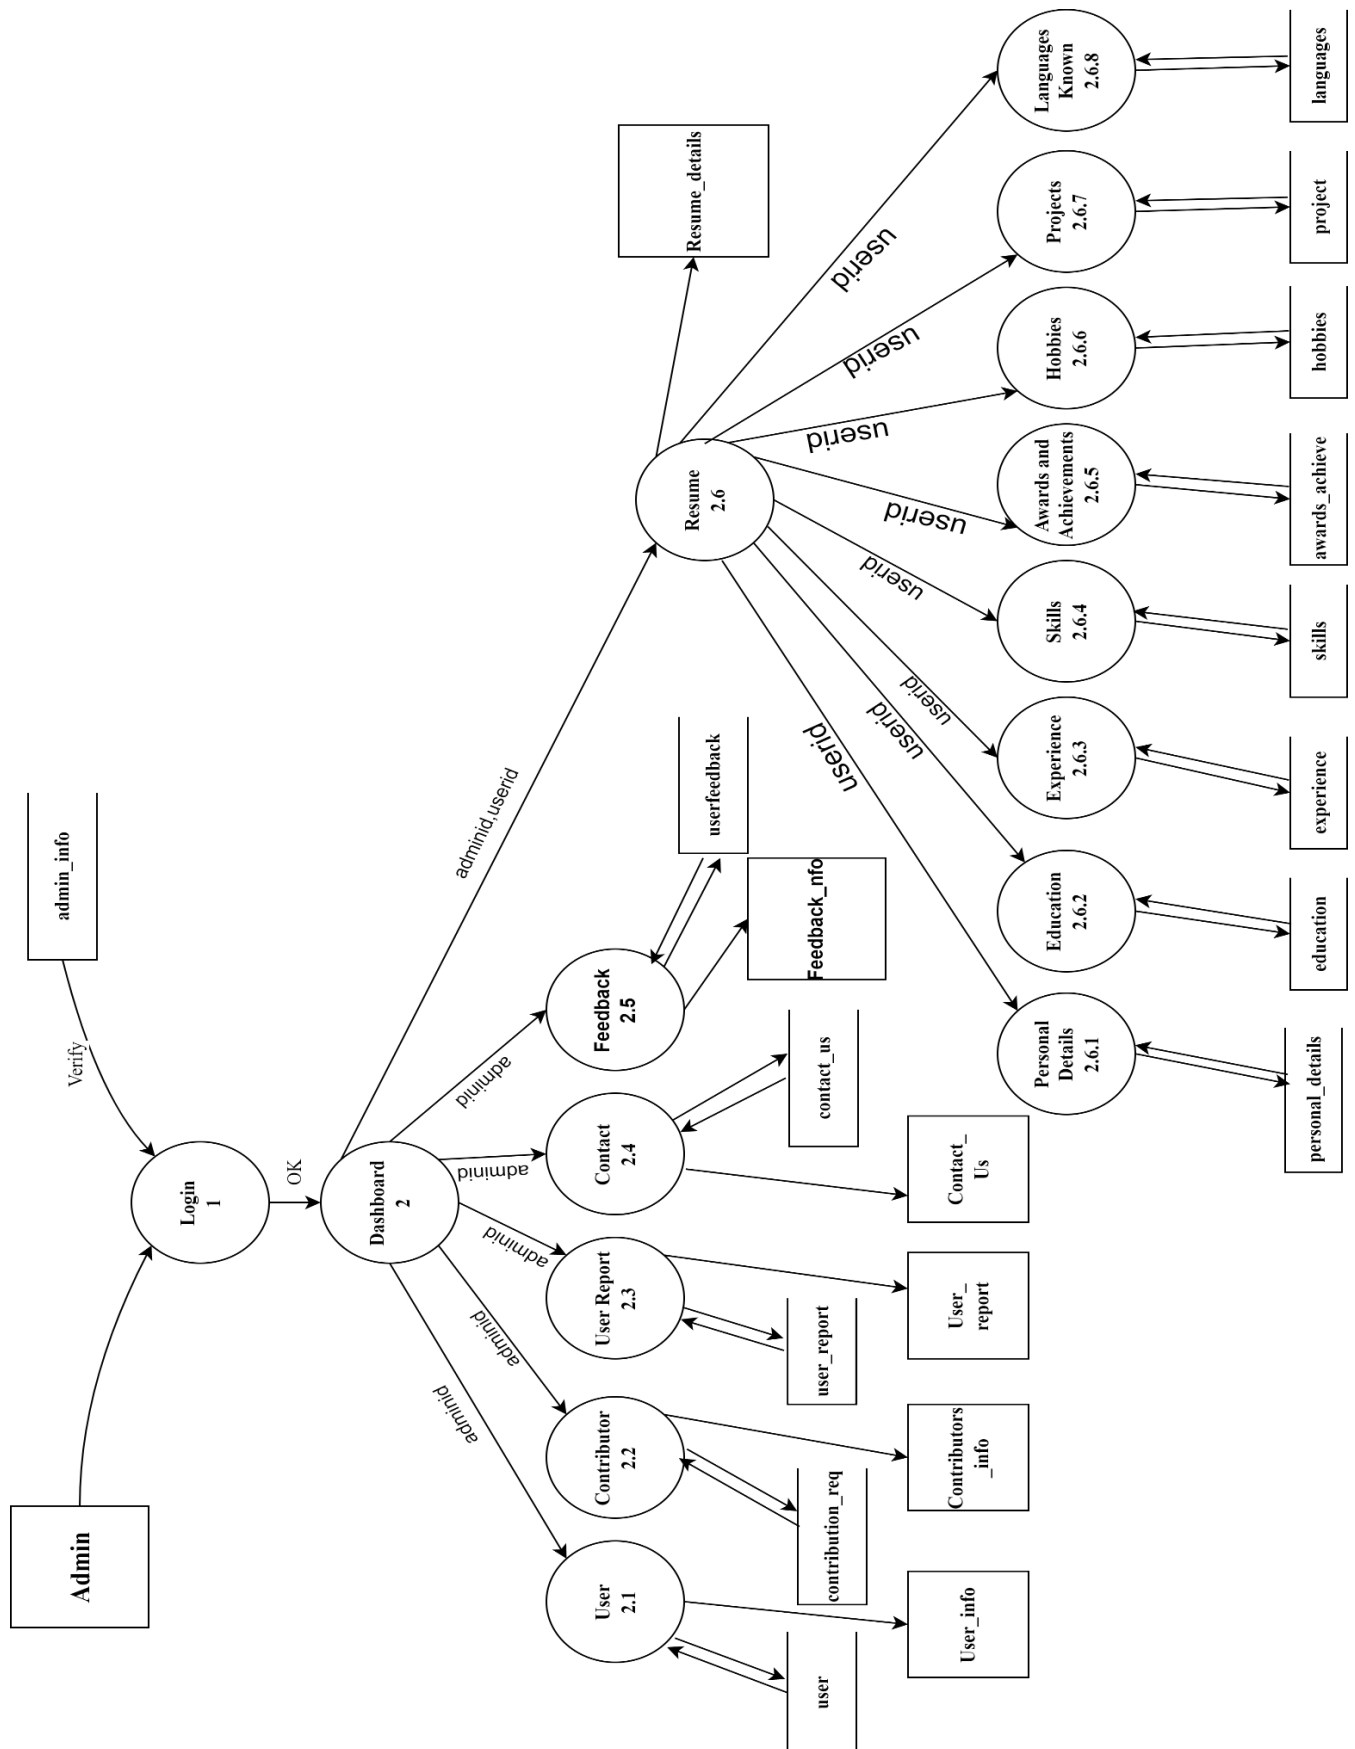 Admin
admin_info
Verify
Login
1
OK
Dashboard
2
adminid
adminid
adminid
adminid
adminid
adminid,userid
User
2.1
Contributor
2.2
User Report
2.3
Contact
2.4
Feedback
2.5
Resume
2.6
user
contribution_req
user_report
contact_us
userfeedback
User_info
Contributors
_info
User_
report
Contact_
Us
Feedback_nfo
Resume_details
userid
userid
userid
userid
userid
userid
userid
userid
Personal
Details
2.6.1
Education
2.6.2
Experience
2.6.3
Skills
2.6.4
Awards and
Achievements
2.6.5
Hobbies
2.6.6
Projects
2.6.7
Languages
Known
2.6.8
personal_details
education
experience
skills
awards_achieve
hobbies
project
languages